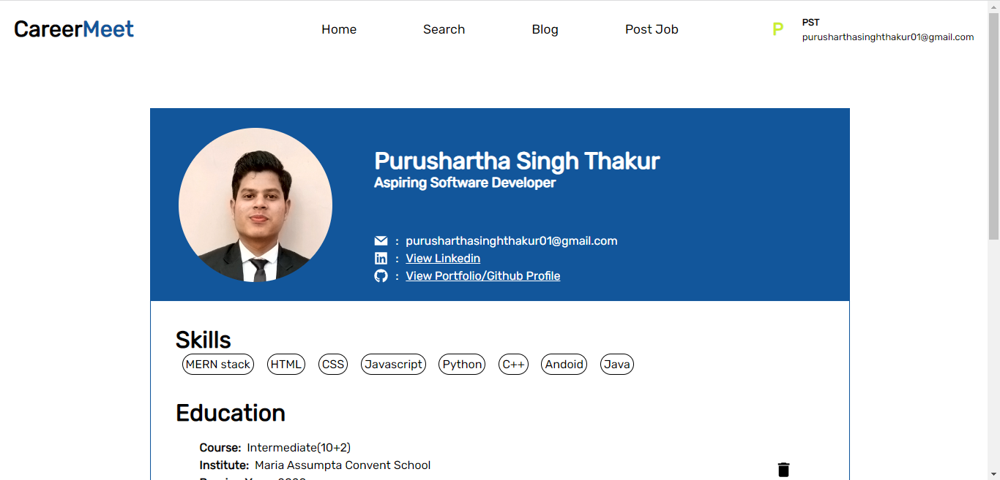 CareerMeet
Home Search Blog Post Job
P
PST
purusharthasinghthakur01@gmail.com
Purushartha Singh Thakur
Aspiring Software Developer
: purusharthasinghthakur01@gmail.com
in : View Linkedin
: View Portfolio/Github Profile
Skills
MERN stack HTML CSS Javascript Python C++ Andoid Java
Education
Course: Intermediate(10+2)
Institute: Maria Assumpta Convent School